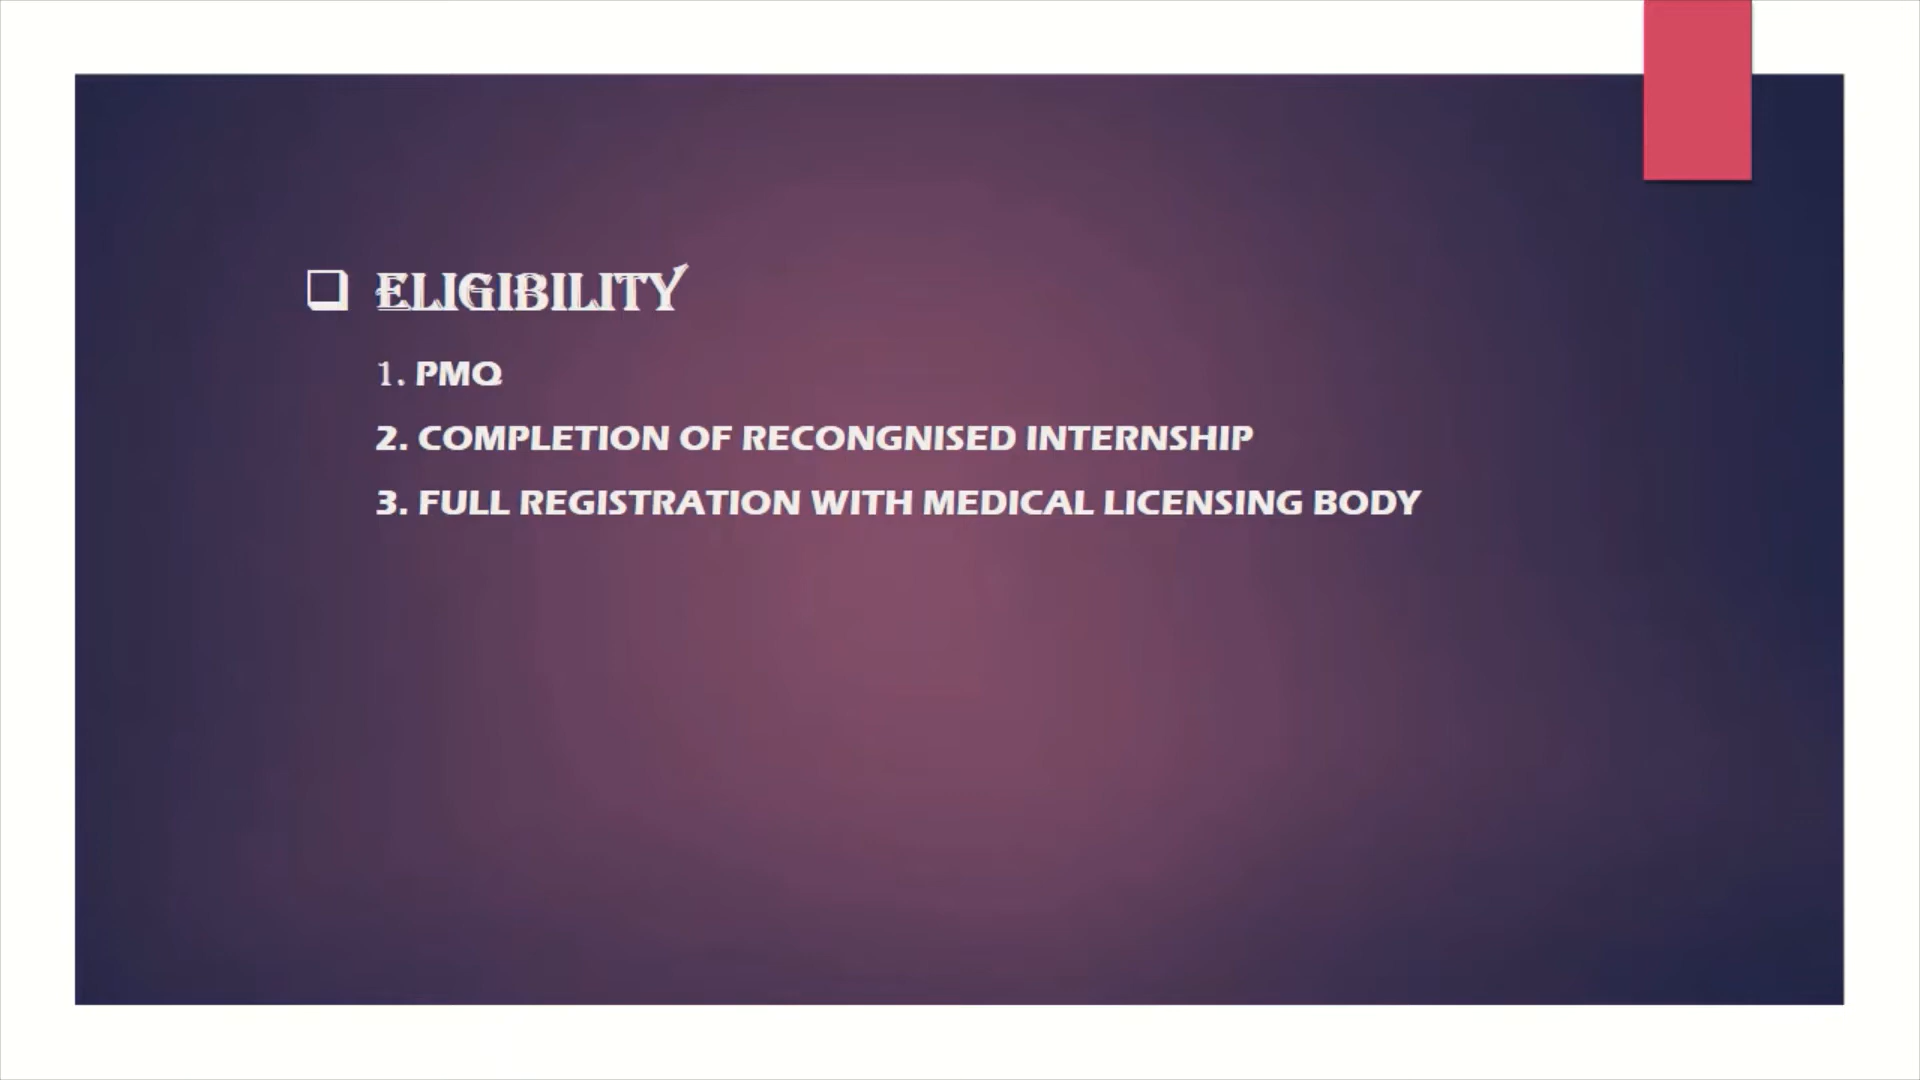 ELIGIBILITY
1. PMQ
2. COMPLETION OF RECONGNISED INTERNSHIP
3. FULL REGISTRATION WITH MEDICAL LICENSING BODY